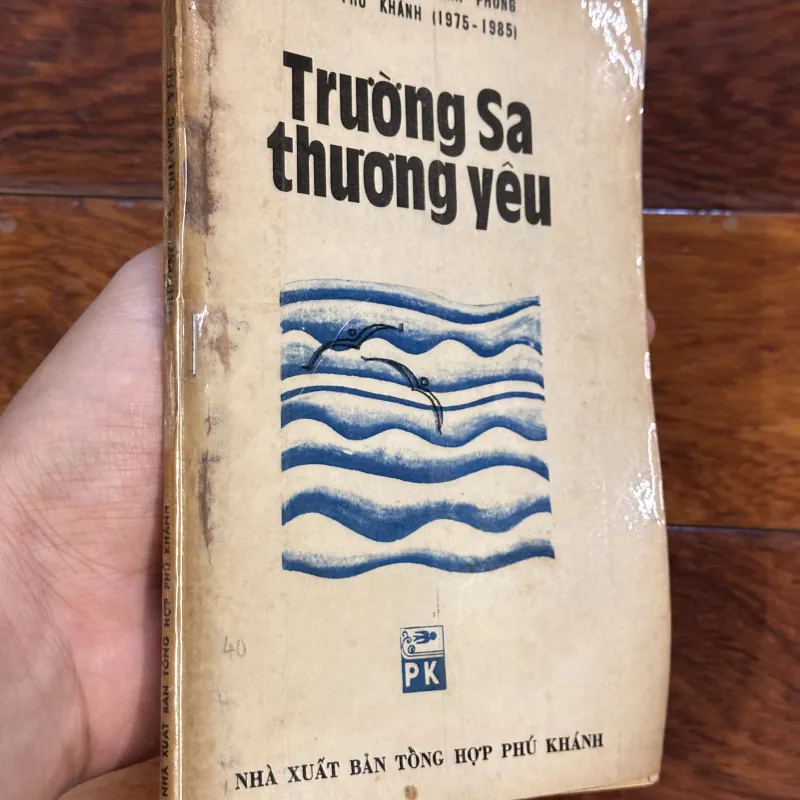 PHÓNG
PHÚ KHÁNH (1975-1985)
Trường Sa
thương yêu
40
PK
NHÀ XUẤT BẢN TỔNG HỢP PHÚ KHÁNH
NHÀ XUẤT BẢN TỔNG HỢP PHÚ KHÁNH